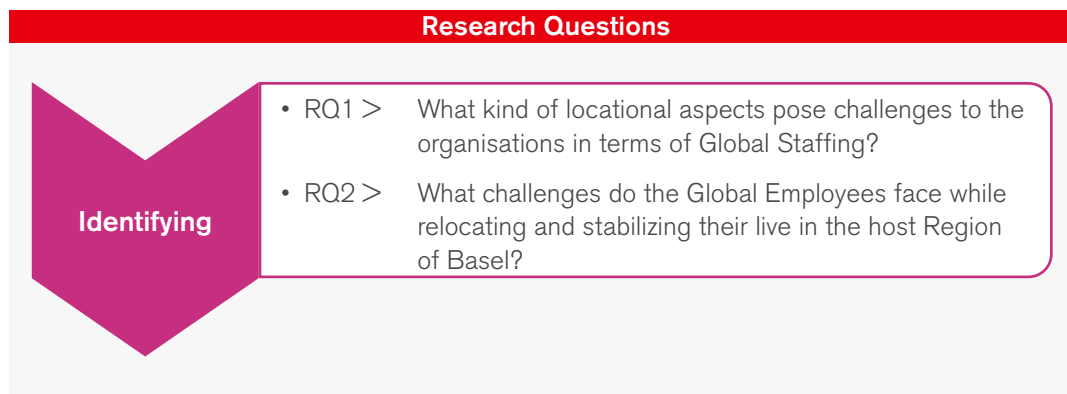 Research Questions
• RQ1 > What kind of locational aspects pose challenges to the
organisations in terms of Global Staffing?
• RQ2 > What challenges do the Global Employees face while
relocating and stabilizing their live in the host Region
of Basel?
Identifying